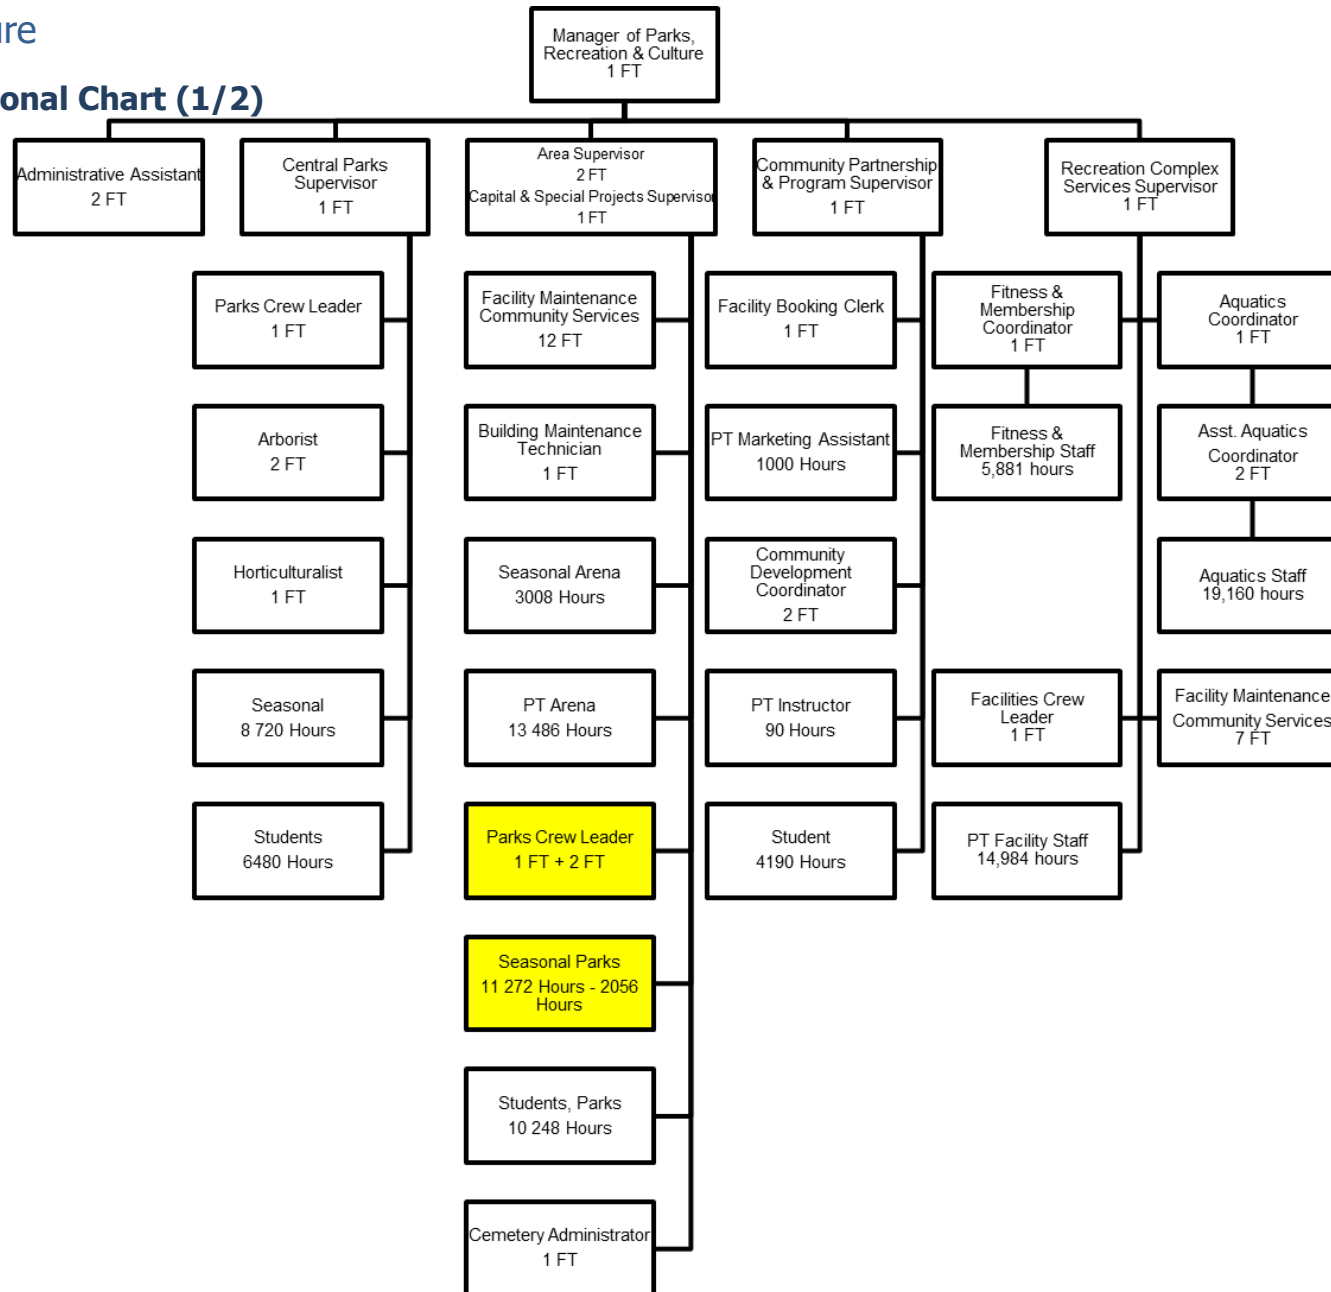 ure
onal Chart (1/2)
Manager of Parks,
Recreation & Culture
1 FT
Administrative Assistant
2 FT
Central Parks
Supervisor
1 FT
Area Supervisor
2 FT
Capital & Special Projects Supervisor
1 FT
Community Partnership
& Program Supervisor
1 FT
Recreation Complex
Services Supervisor
1 FT
Parks Crew Leader
1 FT
Arborist
2 FT
Horticulturalist
1 FT
Seasonal
8 720 Hours
Students
6480 Hours
Facility Maintenance
Community Services
12 FT
Building Maintenance
Technician
1 FT
Seasonal Arena
3008 Hours
PT Arena
13 486 Hours
Parks Crew Leader
1 FT + 2 FT
Seasonal Parks
11 272 Hours - 2056
Hours
Students, Parks
10 248 Hours
Cemetery Administrator
1 FT
Facility Booking Clerk
1 FT
PT Marketing Assistant
1000 Hours
Community
Development
Coordinator
2 FT
PT Instructor
90 Hours
Student
4190 Hours
Fitness &
Membership
Coordinator
1 FT
Fitness &
Membership Staff
5,881 hours
Facilities Crew
Leader
1 FT
PT Facility Staff
14,984 hours
Aquatics
Coordinator
1 FT
Asst. Aquatics
Coordinator
2 FT
Aquatics Staff
19,160 hours
Facility Maintenance
Community Services
7 FT